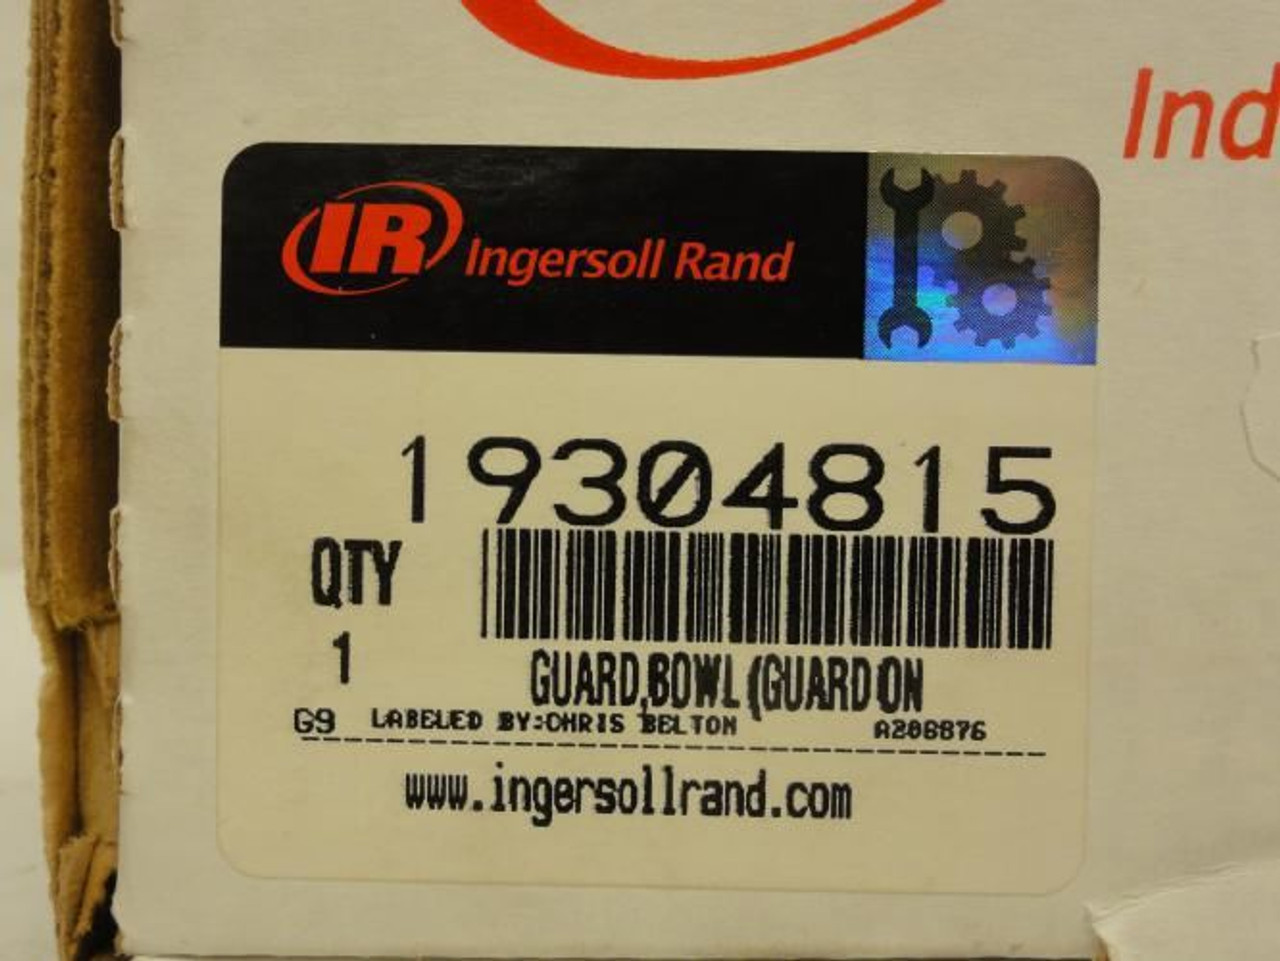 Ind
IR Ingersoll Rand
19304815
QTY
1
GUARD,BOWL (GUARD ON
G9 LABELED BY:CHRIS BELTON A206876
www.ingersollrand.com